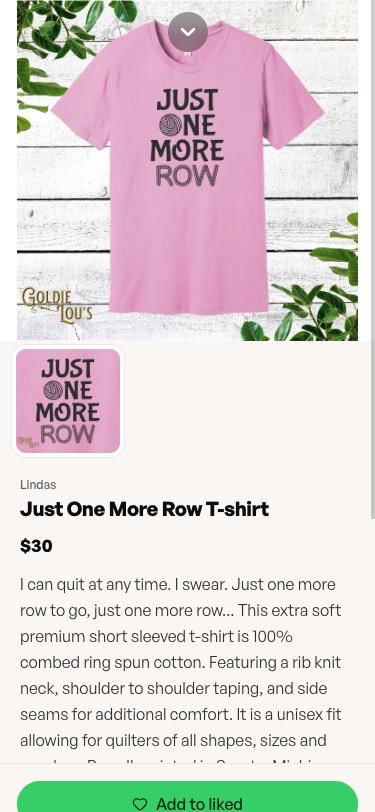 JUST
ONE
MORE
ROW
GOLDIE
LOU'S
JUST
ONE
MORE
ROW
Lindas
Just One More Row T-shirt
$30
I can quit at any time. I swear. Just one more
row to go, just one more row... This extra soft
premium short sleeved t-shirt is 100%
combed ring spun cotton. Featuring a rib knit
neck, shoulder to shoulder taping, and side
seams for additional comfort. It is a unisex fit
allowing for quilters of all shapes, sizes and
Add to liked